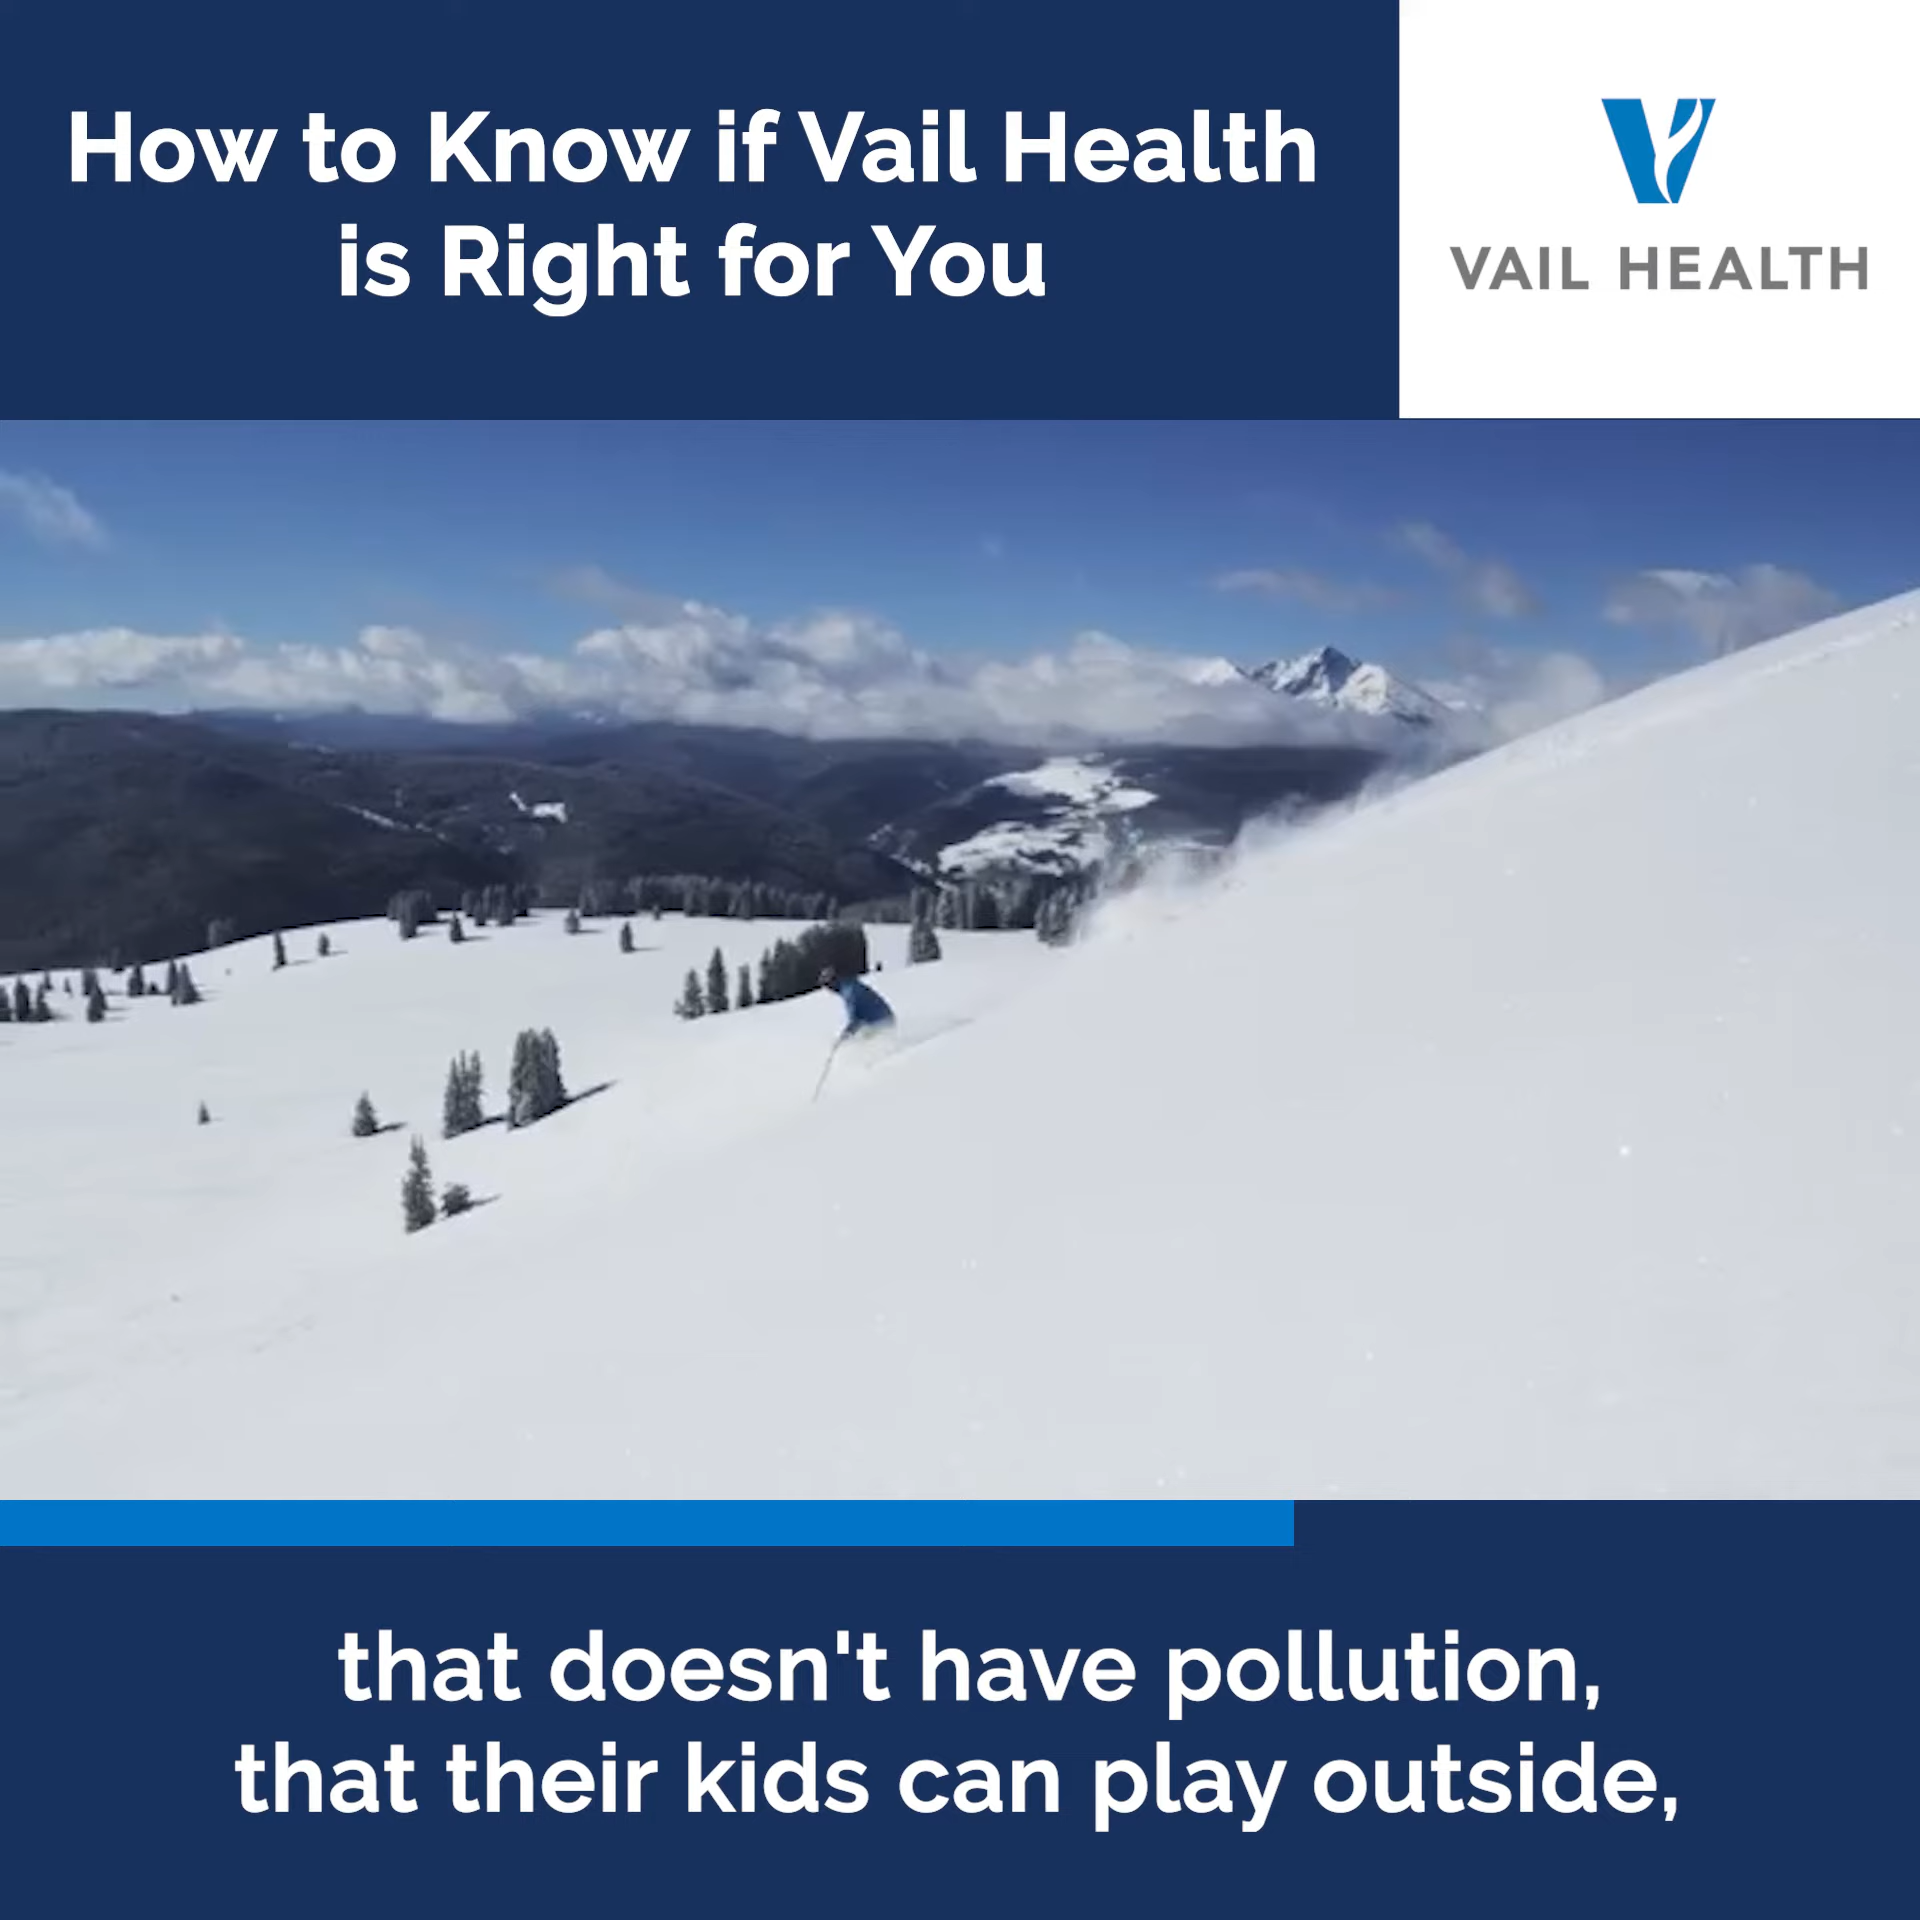 How to Know if Vail Health
is Right for You
VAIL HEALTH
that doesn't have pollution,
that their kids can play outside,